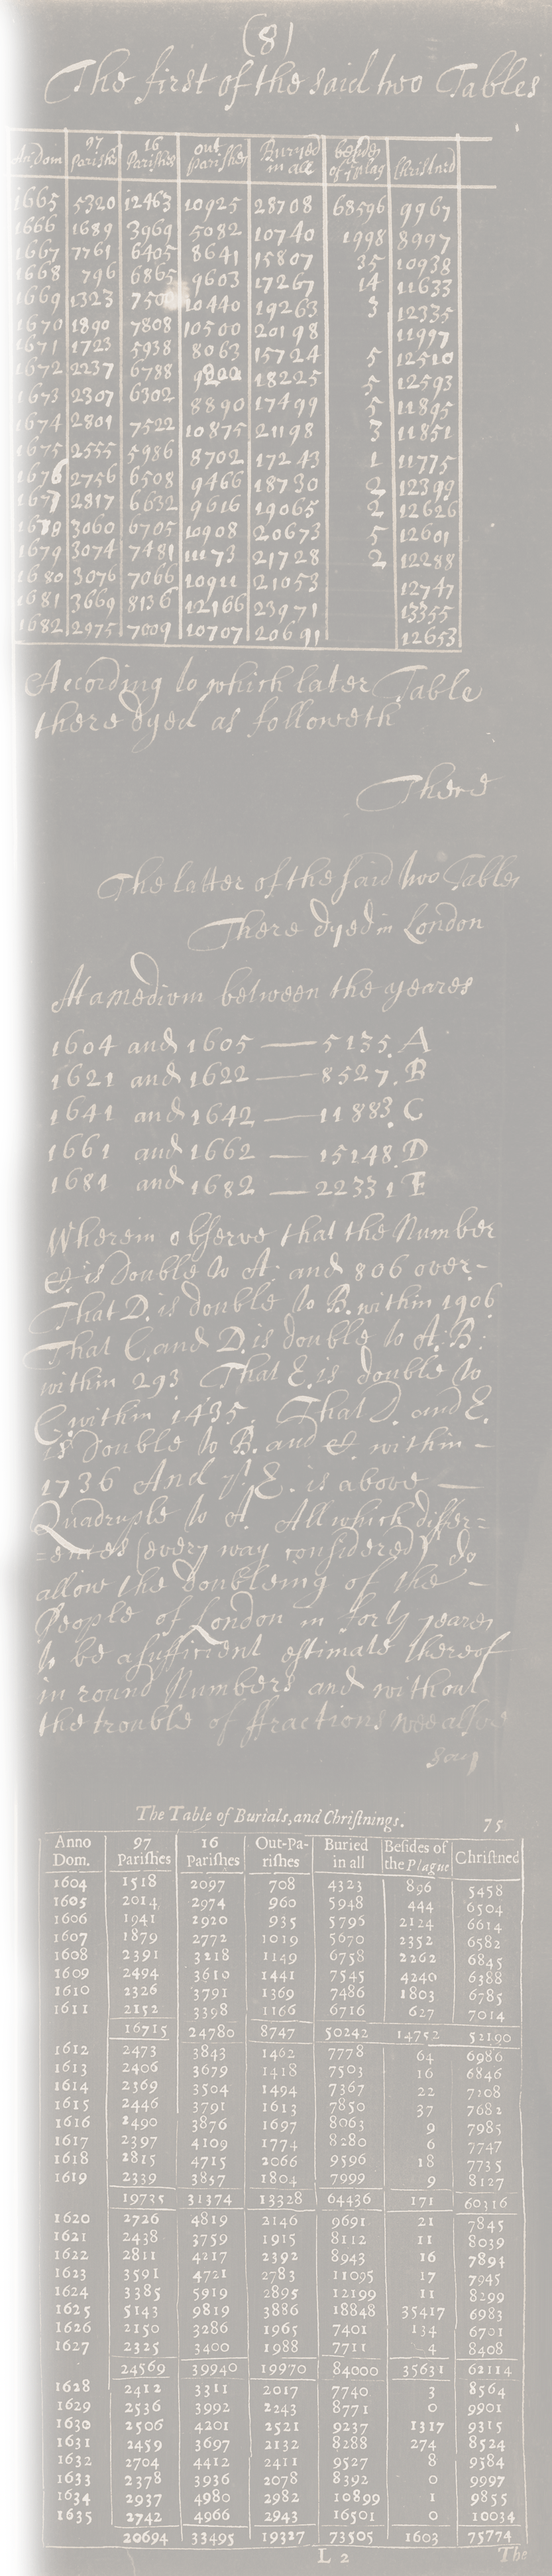 (8)
The first of the said two Tables
An: Dom 97 Parishes 16 Parishes out Parishes Buryed in all besides of ye plag Christned
1665 5320 12463 10925 28708 68596 9967
1666 1689 3969 5082 10740 1998 8997
1667 7761 6405 8641 15807 35 10938
1668 796 6865 9603 17267 14 11633
1669 1323 7500 10440 19263 3 12335
1670 1890 7808 10500 20198 11997
1671 1723 5938 8063 15724 5 12510
1672 2237 6788 9200 18225 5 12593
1673 2307 6302 8890 17499 5 11895
1674 2801 7522 10875 21198 3 11851
1675 2555 5986 8702 17243 1 11775
1676 2756 6508 9466 18730 2 12399
1677 2817 6632 9616 19065 2 12626
1678 3060 6705 10908 20673 5 12601
1679 3074 7481 11173 21728 2 12288
1680 3076 7066 10911 21053 12747
1681 3669 8136 12166 23971 13355
1682 2975 7009 10707 20691 12653
According to which later Table
there dyed as followeth
There
The latter of the said two Tables
There dyed in London
At a medium between the yeares
1604 and 1605 — 5135. A
1621 and 1622 — 8527. B
1641 and 1642 — 11883. C
1661 and 1662 — 15148. D
1681 and 1682 — 22331 E
Wherein observe that the Number
C. is double to A: and 806 over-
That D. is double to B. within 1906
That C. and D. is double to A. B:
within 293 That E. is double to
C. within 1435. That D. and E.
is double to B. and C. within —
1736 And yt E. is above —
Quadruple to A. All which differ=
=ences (every way considered) do
allow the doubleing of the —
People of London in forty yeares
to be a sufficient estimate thereof
in round Numbers and without
the trouble of ffractions wee alsoe
say
The Table of Burials, and Christnings. 75
Anno Dom. 97 Parishes 16 Parishes Out-Parishes Buried in all Besides of the Plague Christned
1604 1518 2097 708 4323 896 5458
1605 2014 2974 960 5948 444 6504
1606 1941 2920 935 5796 2124 6614
1607 1879 2772 1019 5670 2352 6582
1608 2391 3218 1149 6758 2262 6845
1609 2494 3610 1441 7545 4240 6388
1610 2326 3791 1369 7486 1803 6785
1611 2152 3398 1166 6716 627 7014
16715 24780 8747 50242 14752 52190
1612 2473 3843 1462 7778 64 6986
1613 2406 3679 1418 7503 16 6846
1614 2369 3504 1494 7367 22 7208
1615 2446 3791 1613 7850 37 7682
1616 2490 3876 1697 8063 9 7985
1617 2397 4109 1774 8280 6 7747
1618 2815 4715 2066 9596 18 7735
1619 2339 3857 1804 7999 9 8127
19735 31374 13328 64436 171 60316
1620 2726 4819 2146 9691 21 7845
1621 2438 3759 1915 8112 11 8039
1622 2811 4217 2392 8943 16 7894
1623 3591 4721 2783 11095 17 7945
1624 3385 5919 2895 12199 11 8299
1625 5143 9819 3886 18848 35417 6983
1626 2150 3286 1965 7401 134 6701
1627 2325 3400 1988 7711 4 8408
24569 39940 19970 84000 35631 62114
1628 2412 3311 2017 7740 3 8564
1629 2536 3992 2243 8771 0 9901
1630 2506 4201 2521 9237 1317 9315
1631 2459 3697 2132 8288 274 8524
1632 2704 4412 2411 9527 8 9584
1633 2378 3936 2078 8392 0 9997
1634 2937 4980 2982 10899 1 9855
1635 2742 4966 2943 16501 0 10034
20694 33495 19327 73505 1603 75774
L 2 The